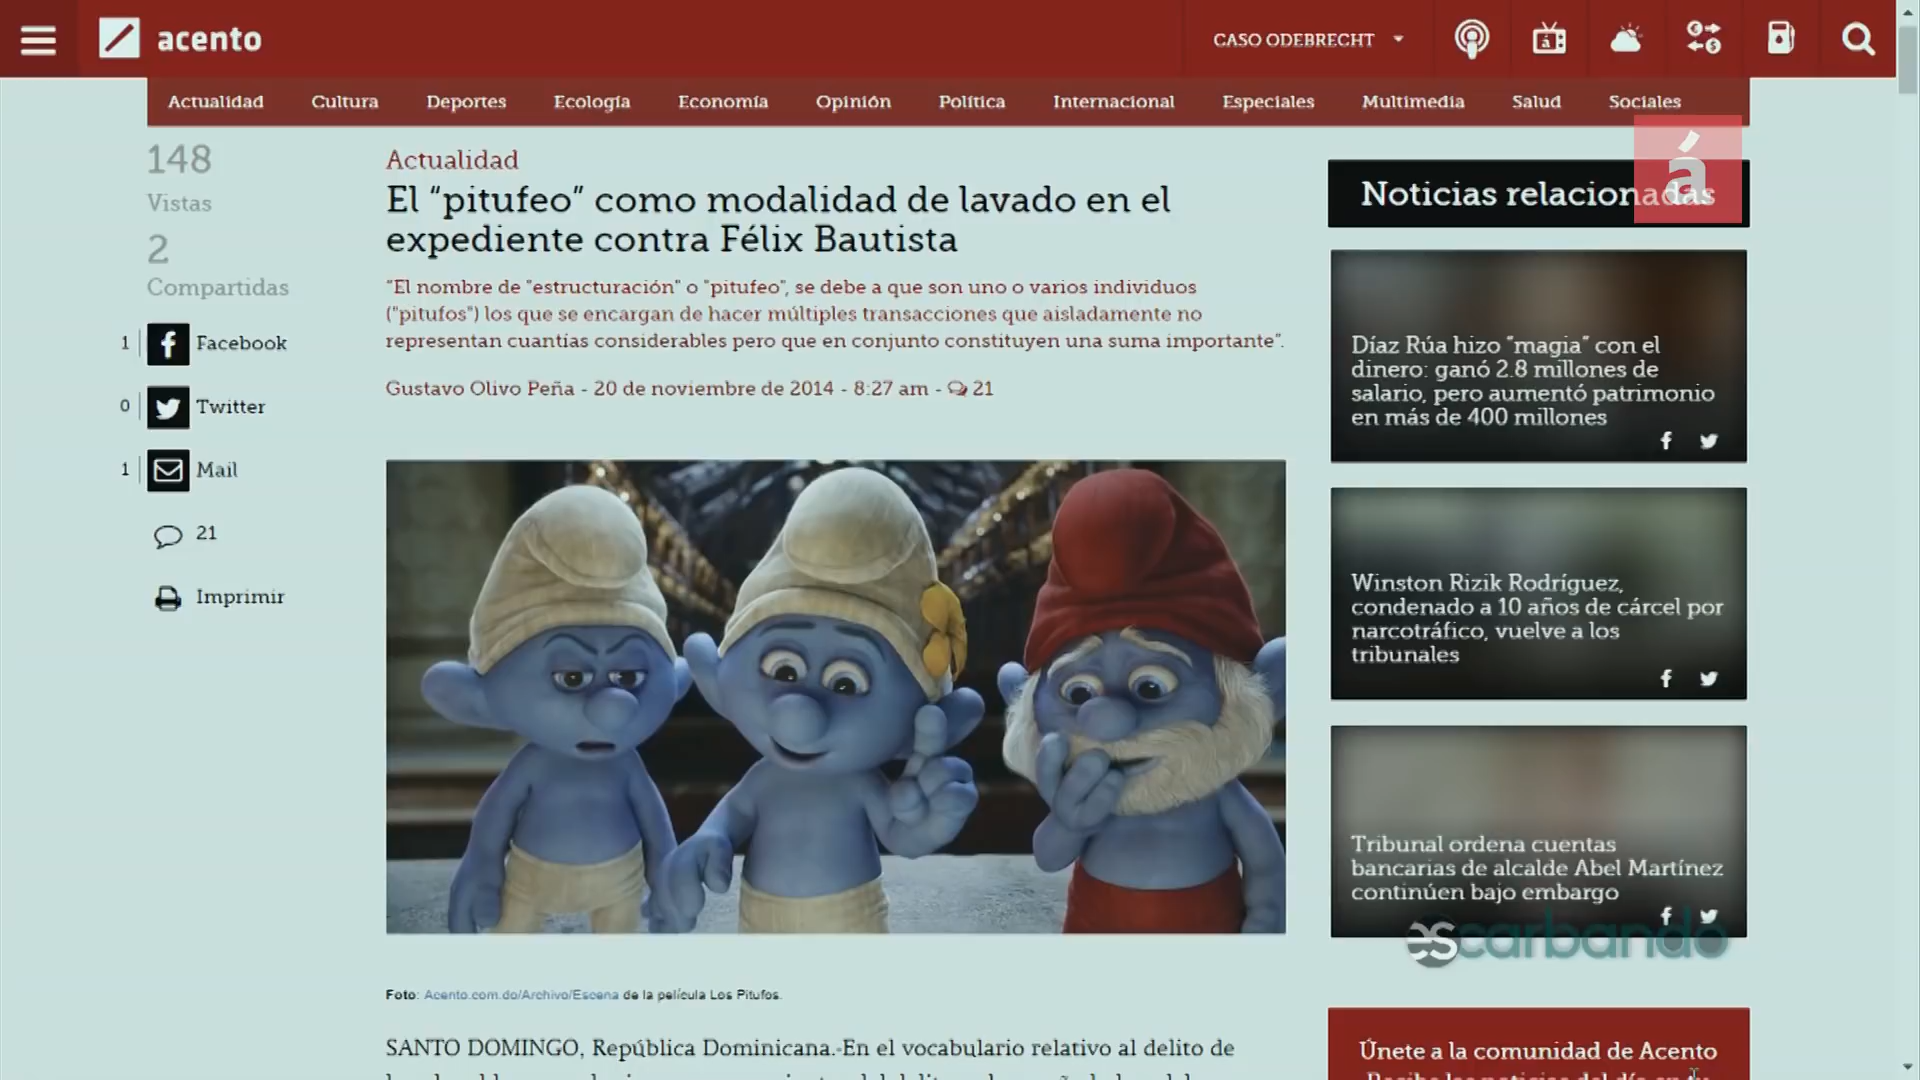 acento
CASO ODEBRECHT
Actualidad Cultura Deportes Ecología Economía Opinión Política Internacional Especiales Multimedia Salud Sociales
148
Vistas
2
Compartidas
1 Facebook
0 Twitter
1 Mail
21
Imprimir
Actualidad
El “pitufeo” como modalidad de lavado en el
expediente contra Félix Bautista
"El nombre de "estructuración" o "pitufeo", se debe a que son uno o varios individuos
("pitufos") los que se encargan de hacer múltiples transacciones que aisladamente no
representan cuantías considerables pero que en conjunto constituyen una suma importante".
Gustavo Olivo Peña - 20 de noviembre de 2014 - 8:27 am - 21
Foto: Acento.com.do/Archivo/Escena de la película Los Pitufos.
SANTO DOMINGO, República Dominicana.-En el vocabulario relativo al delito de
Noticias relacionadas
á
Díaz Rúa hizo “magia” con el
dinero: ganó 2.8 millones de
salario, pero aumentó patrimonio
en más de 400 millones
Winston Rizik Rodríguez,
condenado a 10 años de cárcel por
narcotráfico, vuelve a los
tribunales
Tribunal ordena cuentas
bancarias de alcalde Abel Martínez
continúen bajo embargo
escarbando
Únete a la comunidad de Acento